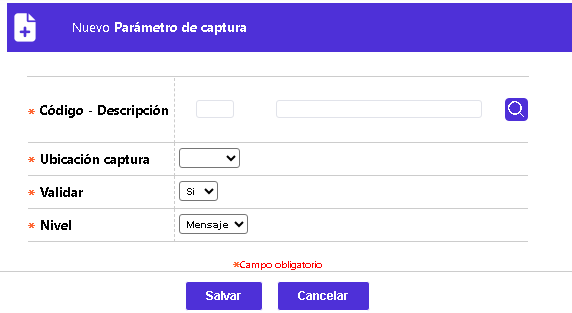 Nuevo Parámetro de captura
* Código - Descripción
* Ubicación captura
* Validar Si
* Nivel Mensaje
*Campo obligatorio
Salvar Cancelar